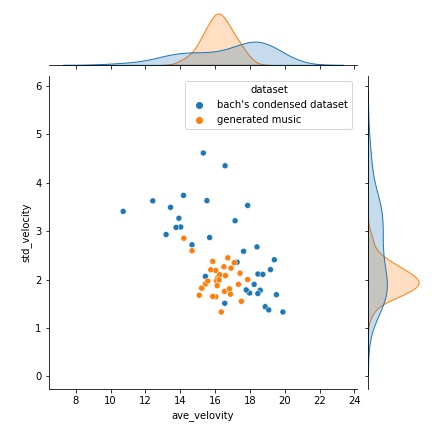 dataset
bach's condensed dataset
generated music
6
5
4
3
2
1
0
std_velocity
8 10 12 14 16 18 20 22 24
ave_velovity